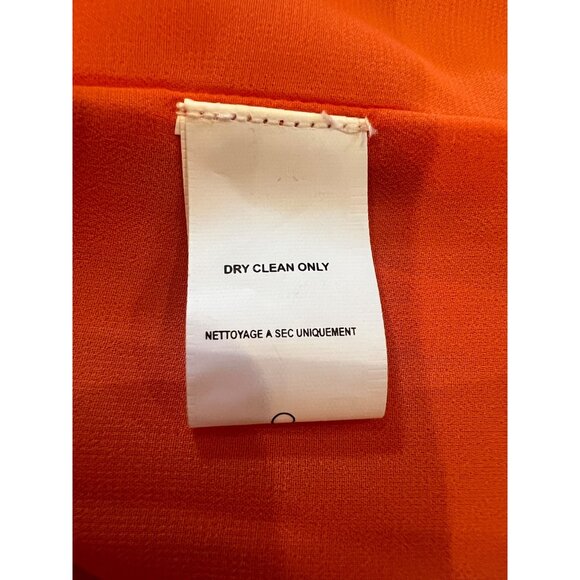 DRY CLEAN ONLY
NETTOYAGE A SEC UNIQUEMENT